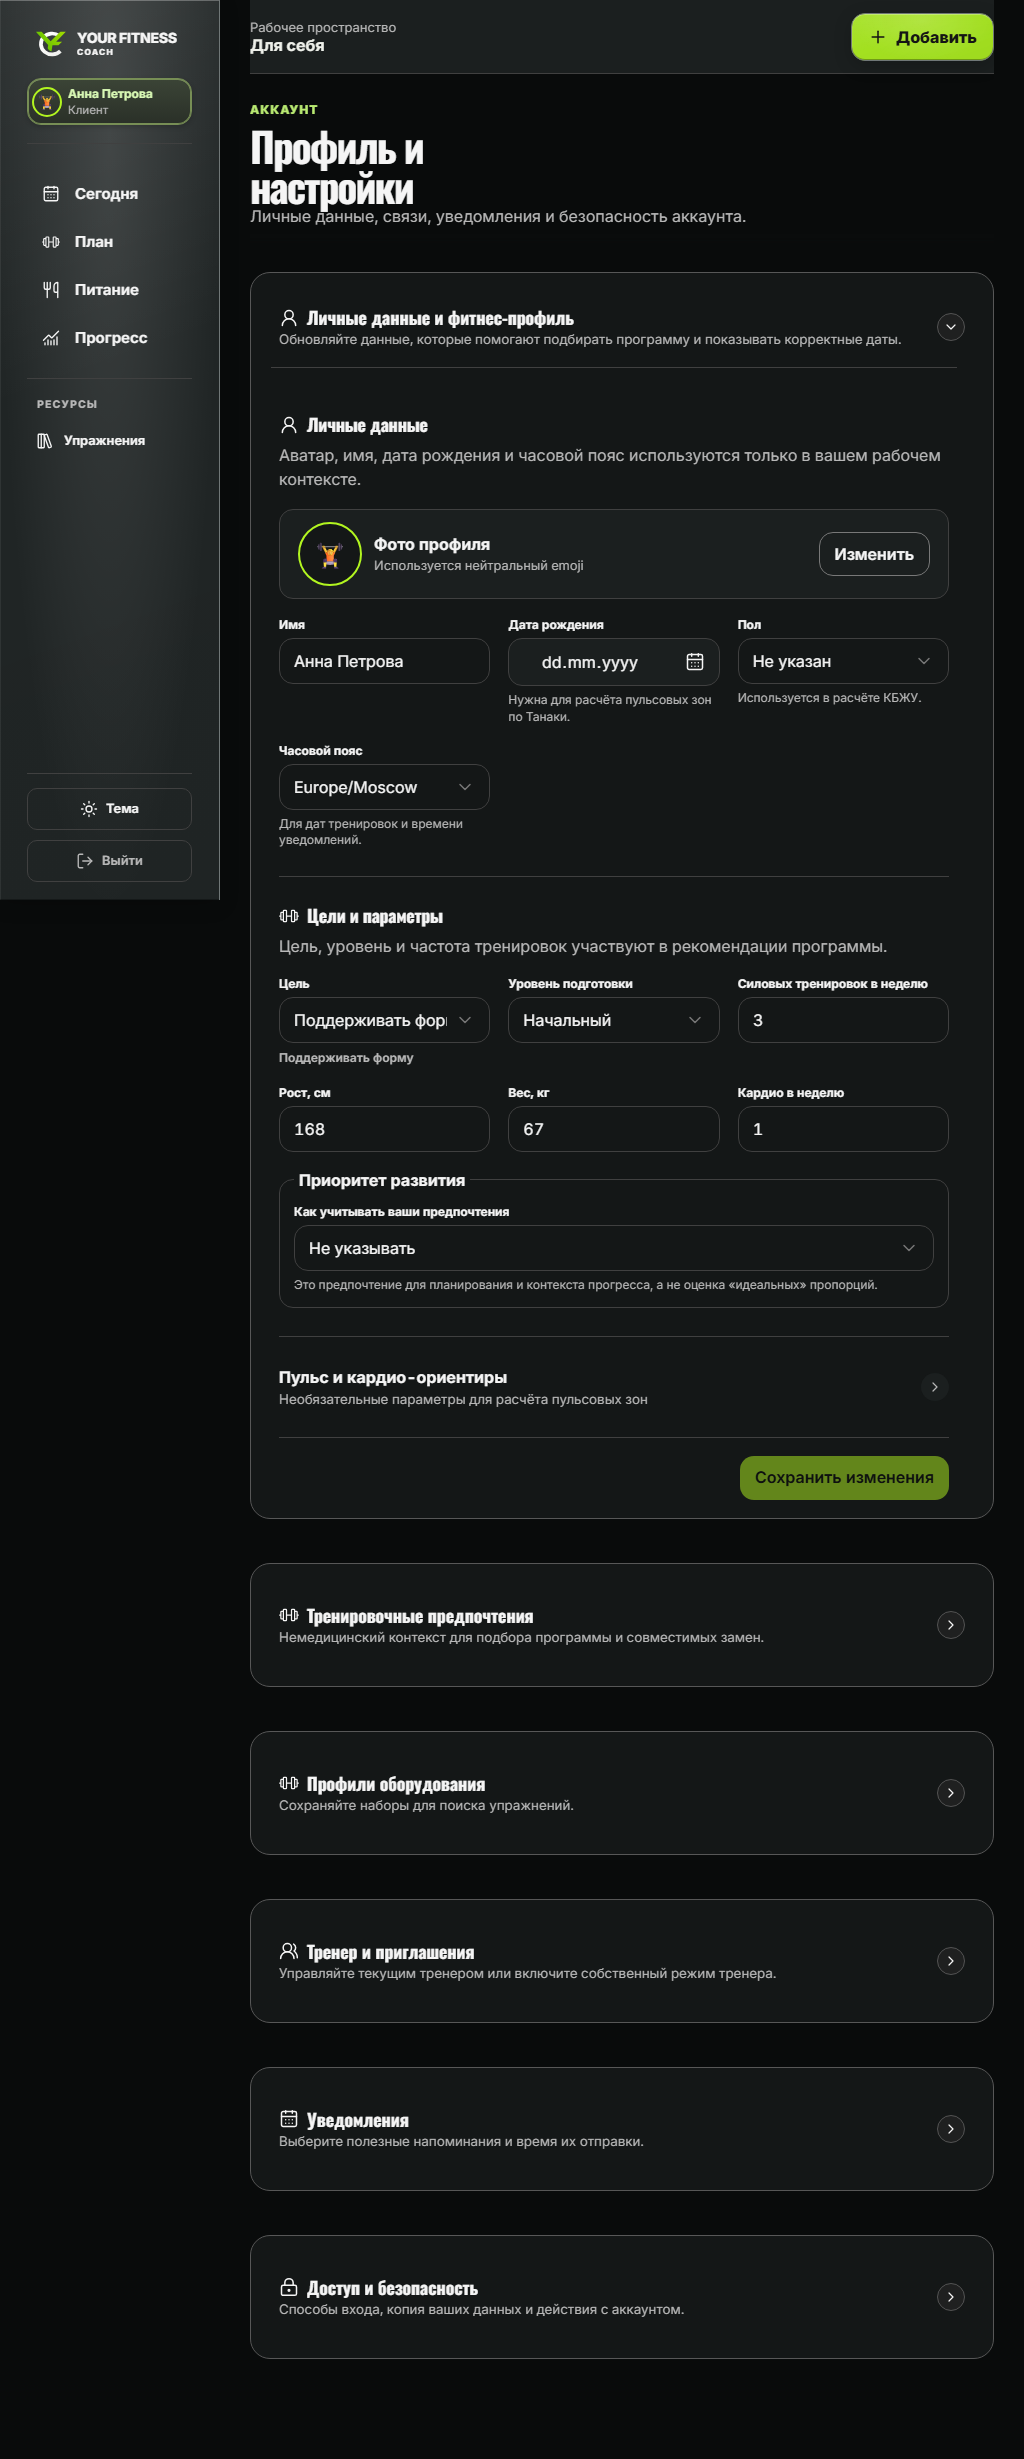 YOUR FITNESS
COACH
Анна Петрова
Клиент
Сегодня
План
Питание
Прогресс
РЕСУРСЫ
Упражнения
Тема
Выйти
Рабочее пространство
Для себя
Добавить
АККАУНТ
Профиль и
настройки
Личные данные, связи, уведомления и безопасность аккаунта.
Личные данные и фитнес-профиль
Обновляйте данные, которые помогают подбирать программу и показывать корректные даты.
Личные данные
Аватар, имя, дата рождения и часовой пояс используются только в вашем рабочем
контексте.
Фото профиля
Используется нейтральный emoji
Изменить
Имя
Дата рождения
Пол
Анна Петрова
dd.mm.yyyy
Не указан
Нужна для расчёта пульсовых зон
по Танаки.
Используется в расчёте КБЖУ.
Часовой пояс
Europe/Moscow
Для дат тренировок и времени
уведомлений.
Цели и параметры
Цель, уровень и частота тренировок участвуют в рекомендации программы.
Цель
Уровень подготовки
Силовых тренировок в неделю
Поддерживать фор
Начальный
3
Поддерживать форму
Рост, см
Вес, кг
Кардио в неделю
168
67
1
Приоритет развития
Как учитывать ваши предпочтения
Не указывать
Это предпочтение для планирования и контекста прогресса, а не оценка «идеальных» пропорций.
Пульс и кардио-ориентиры
Необязательные параметры для расчёта пульсовых зон
Сохранить изменения
Тренировочные предпочтения
Немедицинский контекст для подбора программы и совместимых замен.
Профили оборудования
Сохраняйте наборы для поиска упражнений.
Тренер и приглашения
Управляйте текущим тренером или включите собственный режим тренера.
Уведомления
Выберите полезные напоминания и время их отправки.
Доступ и безопасность
Способы входа, копия ваших данных и действия с аккаунтом.